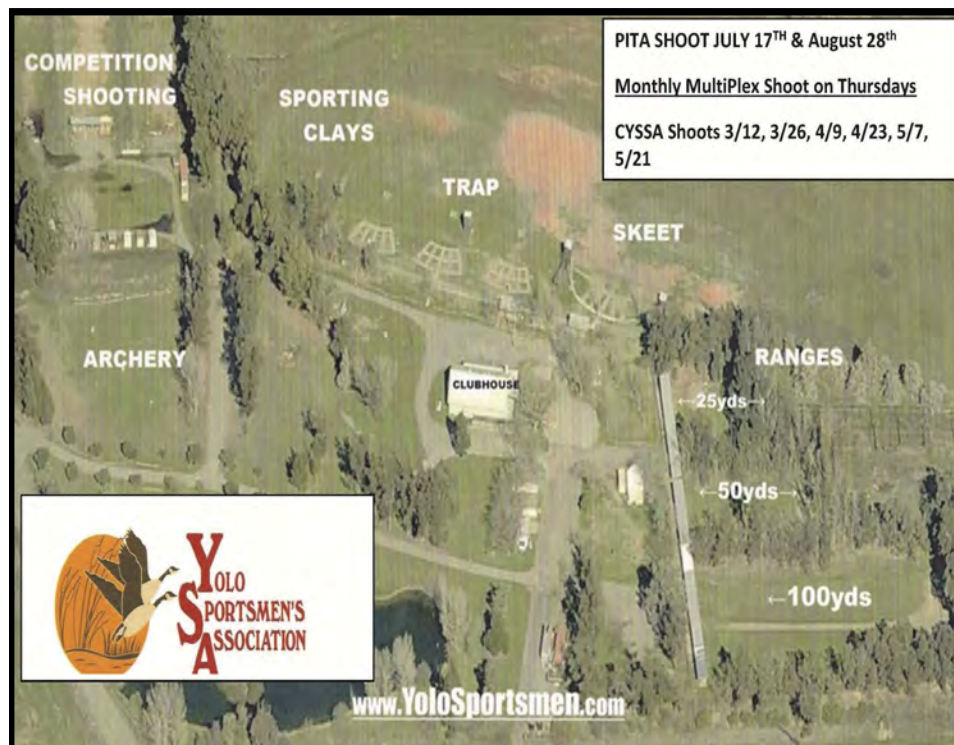 PITA SHOOT JULY 17TH & August 28th
Monthly MultiPlex Shoot on Thursdays
CYSSA Shoots 3/12, 3/26, 4/9, 4/23, 5/7,
5/21
COMPETITION
SHOOTING
SPORTING
CLAYS
TRAP
SKEET
ARCHERY
CLUBHOUSE
RANGES
←25yds→
←50yds→
←100yds
YOLO
SPORTSMEN'S
ASSOCIATION
www.YoloSportsmen.com